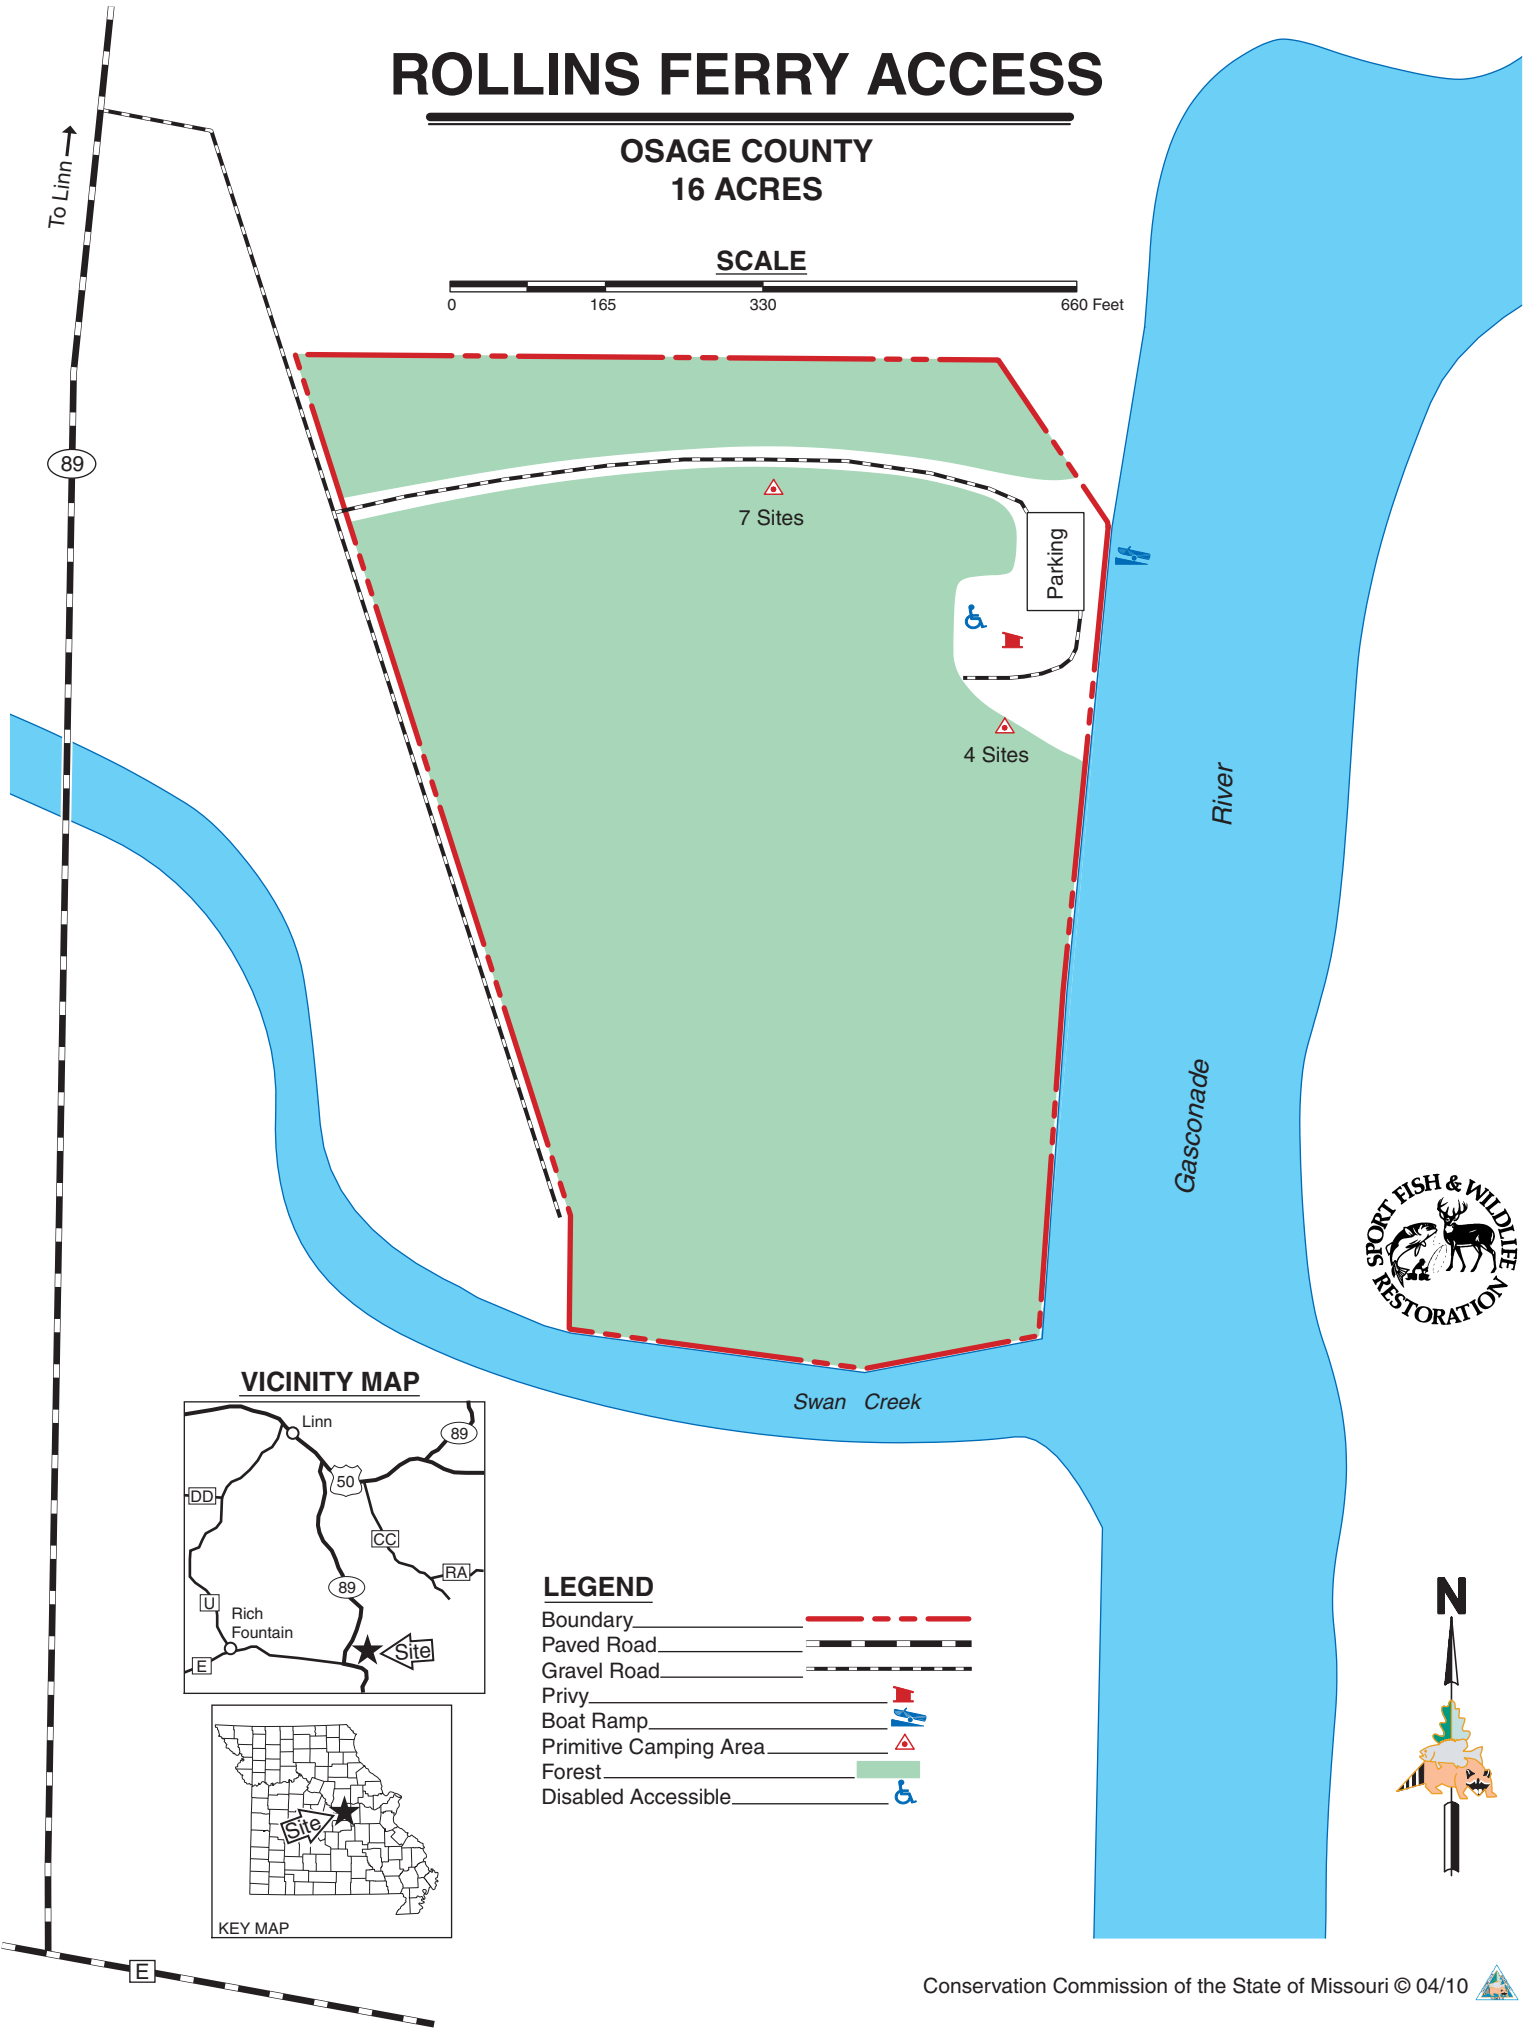 ROLLINS FERRY ACCESS
OSAGE COUNTY
16 ACRES
SCALE
0 165 330 660 Feet
To Linn
89
7 Sites
Parking
4 Sites
River
Gasconade
Swan Creek
SPORT FISH & WILDLIFE
RESTORATION
VICINITY MAP
Linn
89
50
DD
CC
RA
89
U
Rich
Fountain
Site
E
Site
KEY MAP
LEGEND
Boundary
Paved Road
Gravel Road
Privy
Boat Ramp
Primitive Camping Area
Forest
Disabled Accessible
N
E
Conservation Commission of the State of Missouri © 04/10